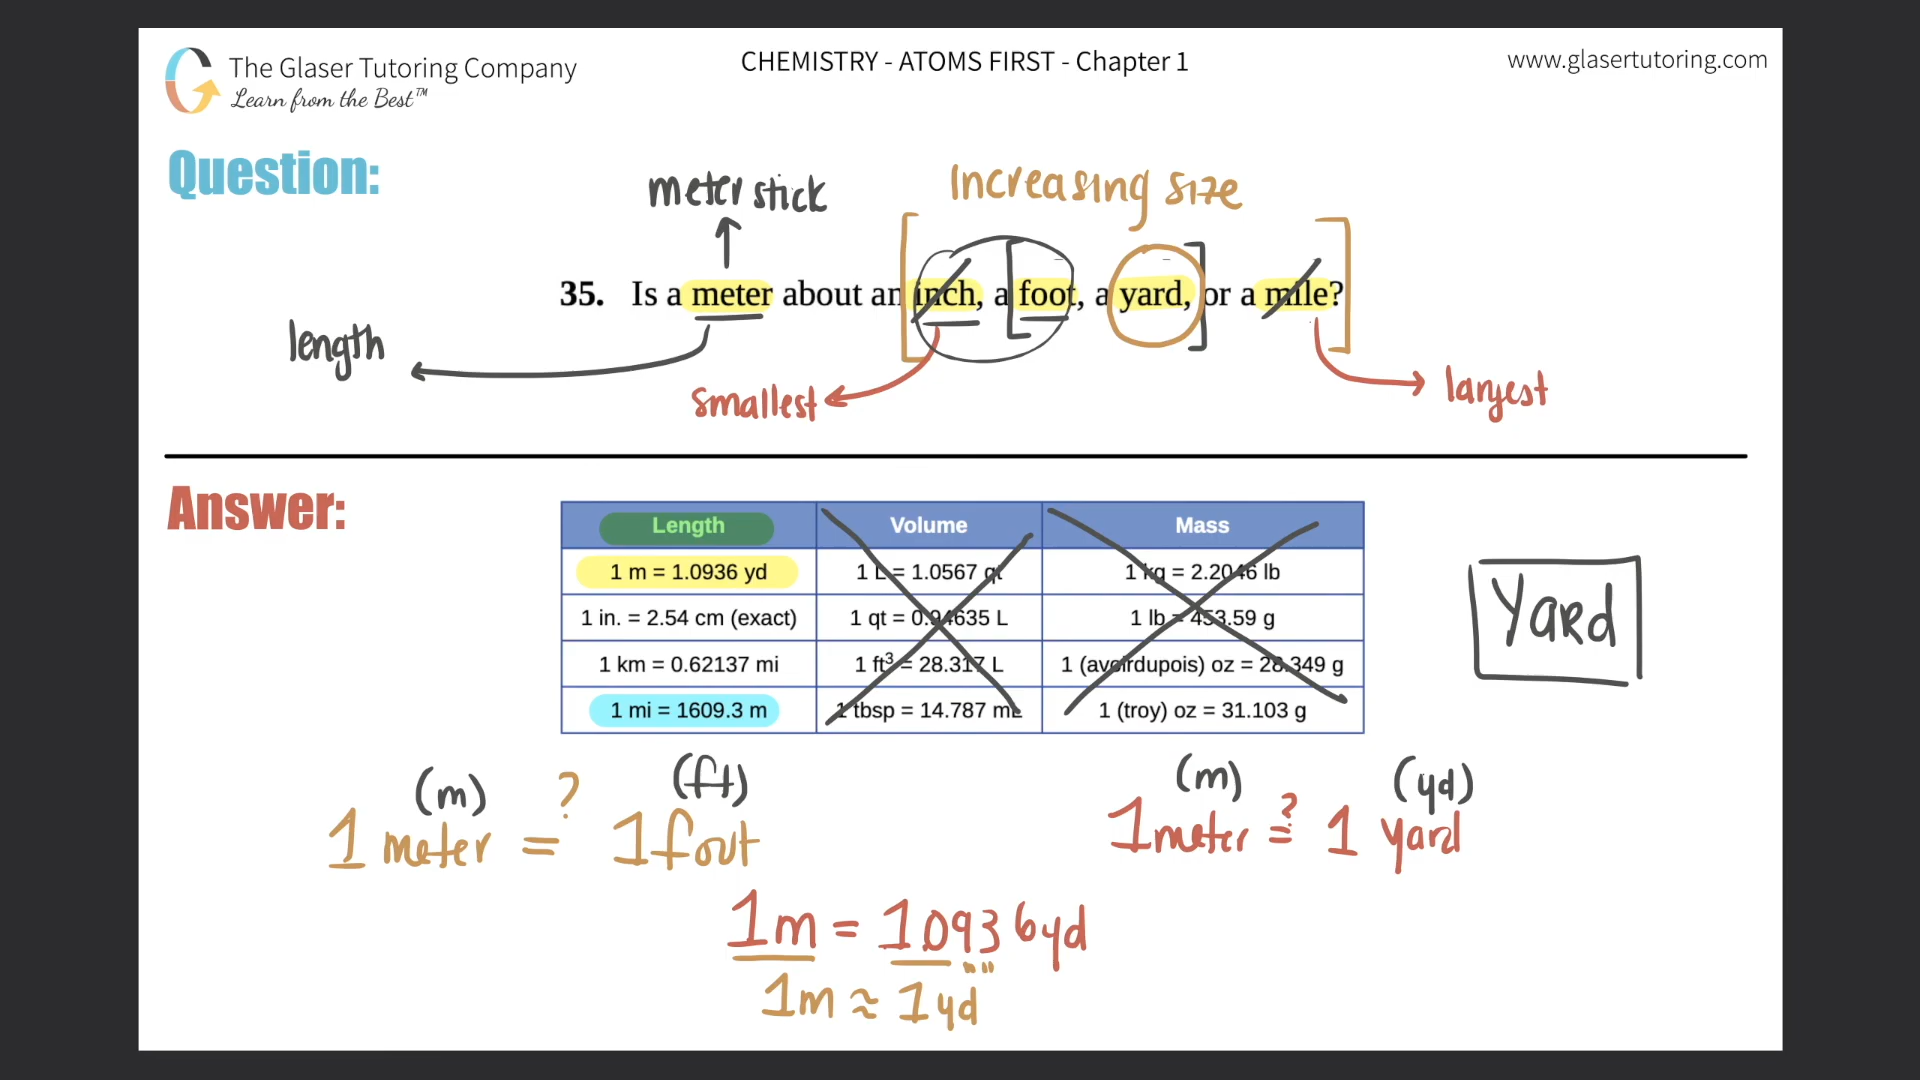 The Glaser Tutoring Company
Learn from the Best™
CHEMISTRY - ATOMS FIRST - Chapter 1
www.glasertutoring.com
Question:
meter stick
Increasing size
35. Is a meter about an inch, a foot, a yard, or a mile?
length
smallest
largest
Answer:
Length Volume Mass
1 m = 1.0936 yd 1 L = 1.0567 qt 1 kg = 2.2046 lb
1 in. = 2.54 cm (exact) 1 qt = 0.94635 L 1 lb = 453.59 g
1 km = 0.62137 mi 1 ft³ = 28.317 L 1 (avoirdupois) oz = 28.349 g
1 mi = 1609.3 m 1 tbsp = 14.787 mL 1 (troy) oz = 31.103 g
Yard
(m) ? (ft)
1 meter = 1 foot
(m) ? (yd)
1 meter = 1 yard
1m = 1.0936yd
1m ≈ 1yd